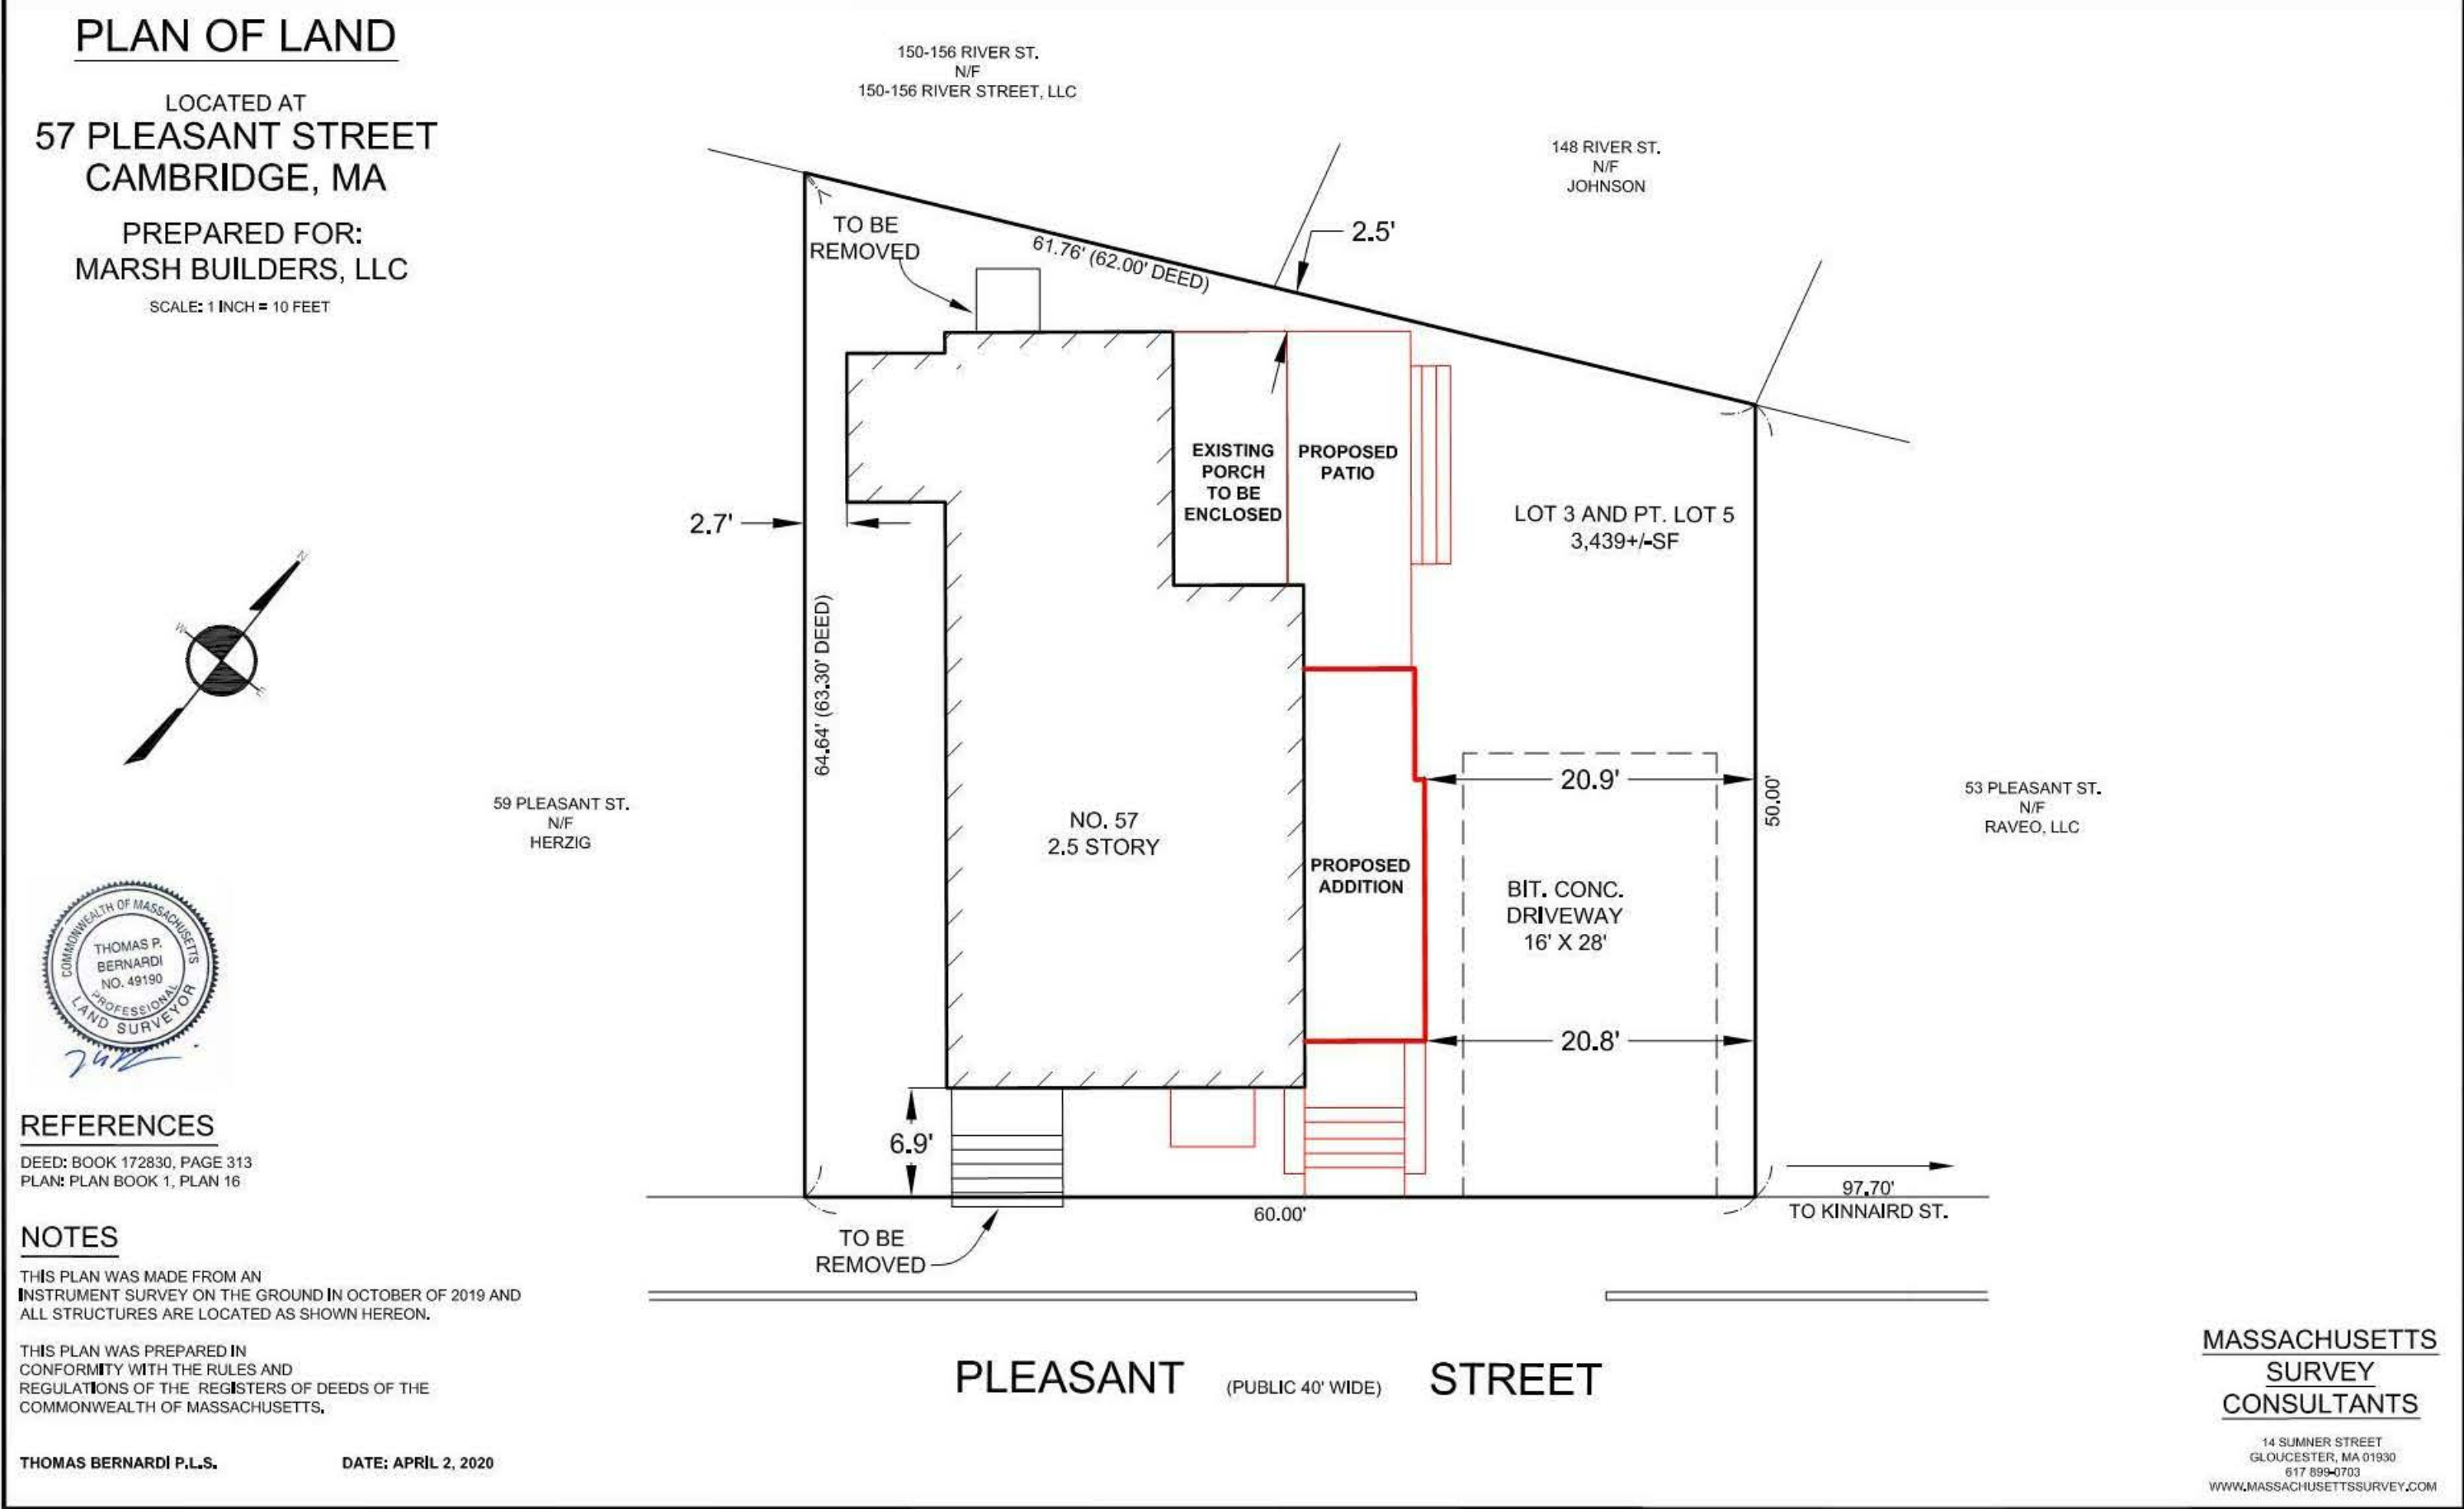 PLAN OF LAND
LOCATED AT
57 PLEASANT STREET
CAMBRIDGE, MA
PREPARED FOR:
MARSH BUILDERS, LLC
SCALE: 1 INCH = 10 FEET
150-156 RIVER ST.
N/F
150-156 RIVER STREET, LLC
148 RIVER ST.
N/F
JOHNSON
TO BE
REMOVED
61.76' (62.00' DEED)
2.5'
EXISTING
PORCH
TO BE
ENCLOSED
PROPOSED
PATIO
LOT 3 AND PT. LOT 5
3,439+/-SF
2.7'
64.64' (63.30' DEED)
N
W
E
59 PLEASANT ST.
N/F
HERZIG
NO. 57
2.5 STORY
PROPOSED
ADDITION
20.9'
50.00'
BIT. CONC.
DRIVEWAY
16' X 28'
20.8'
53 PLEASANT ST.
N/F
RAVEO, LLC
COMMONWEALTH OF MASSACHUSETTS
THOMAS P.
BERNARDI
NO. 49190
PROFESSIONAL
LAND SURVEYOR
6.9'
TO BE
REMOVED
60.00'
97.70'
TO KINNAIRD ST.
REFERENCES
DEED: BOOK 172830, PAGE 313
PLAN: PLAN BOOK 1, PLAN 16
NOTES
THIS PLAN WAS MADE FROM AN
INSTRUMENT SURVEY ON THE GROUND IN OCTOBER OF 2019 AND
ALL STRUCTURES ARE LOCATED AS SHOWN HEREON.
THIS PLAN WAS PREPARED IN
CONFORMITY WITH THE RULES AND
REGULATIONS OF THE REGISTERS OF DEEDS OF THE
COMMONWEALTH OF MASSACHUSETTS.
THOMAS BERNARDI P.L.S. DATE: APRIL 2, 2020
PLEASANT (PUBLIC 40' WIDE) STREET
MASSACHUSETTS
SURVEY
CONSULTANTS
14 SUMNER STREET
GLOUCESTER, MA 01930
617 899-0703
WWW.MASSACHUSETTSSURVEY.COM